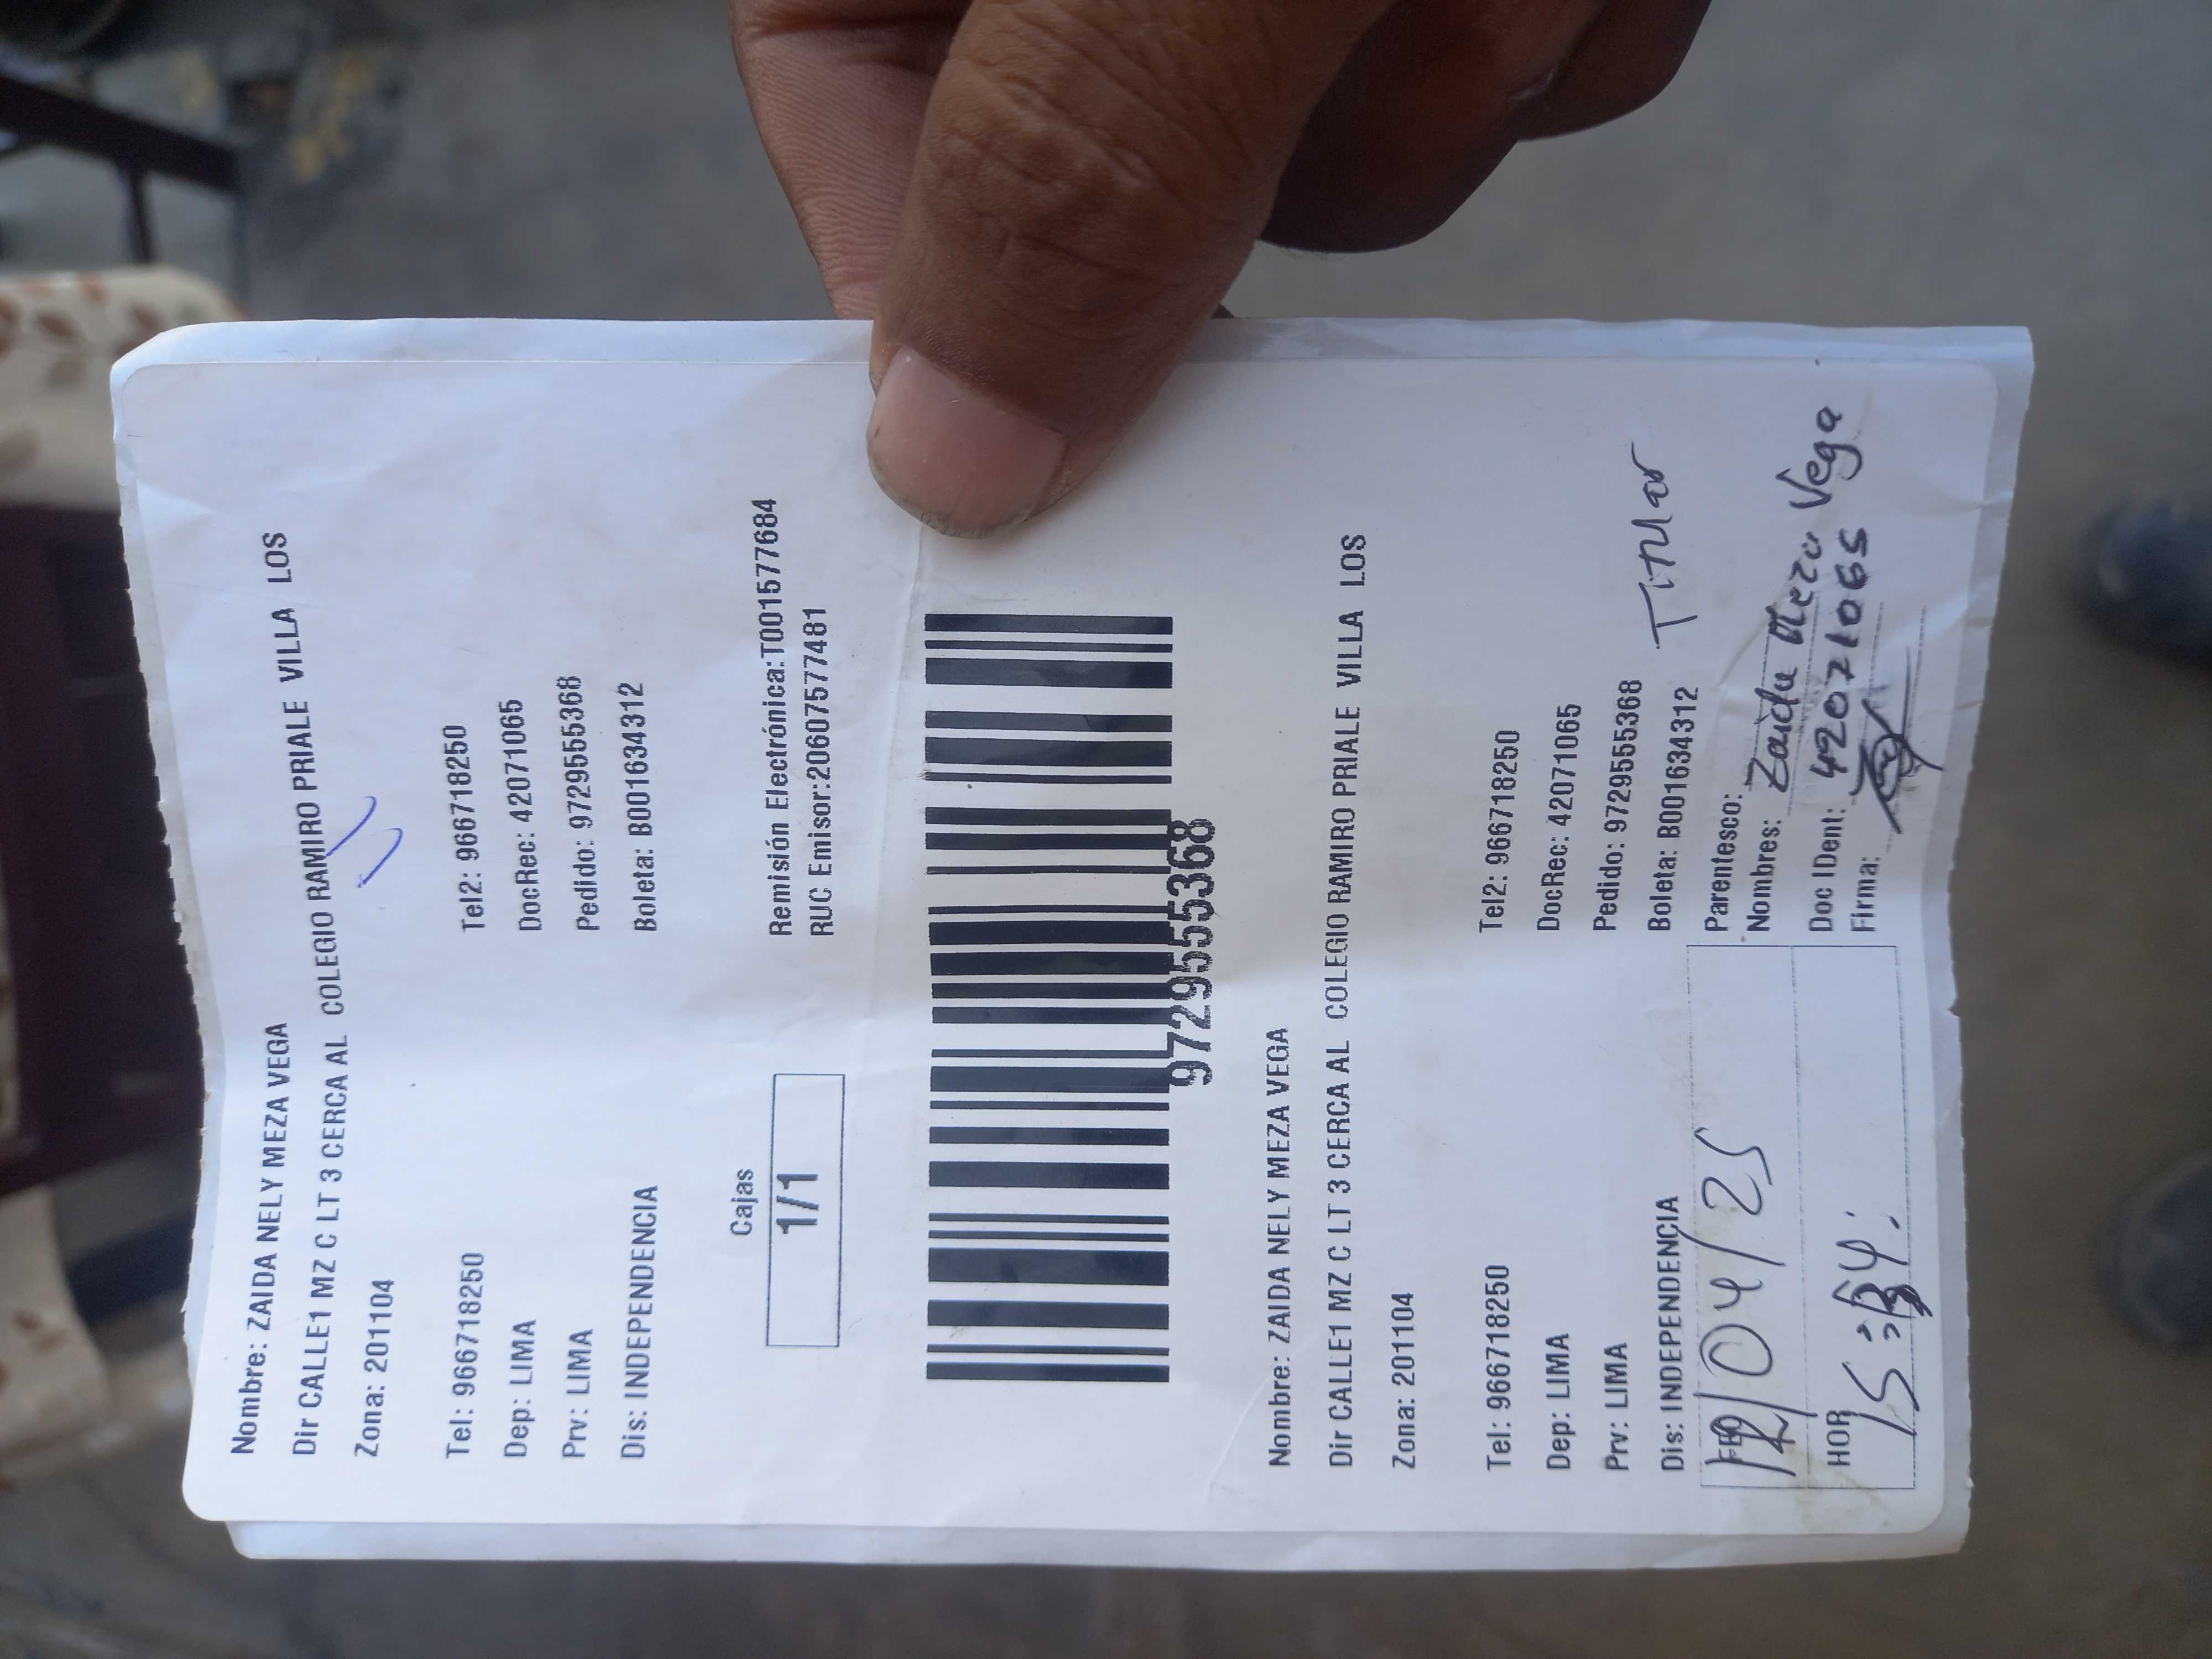 Nombre: ZAIDA NELY MEZA VEGA
Dir CALLE1 MZ C LT 3 CERCA AL COLEGIO RAMIRO PRIALE VILLA LOS
Zona: 201104
Tel: 966718250 Tel2: 966718250
Dep: LIMA DocRec: 42071065
Prv: LIMA Pedido: 9729555368
Dis: INDEPENDENCIA Boleta: B001634312
Cajas
1/1
Remisión Electrónica:T001577684
RUC Emisor:20607577481
9729555368
Nombre: ZAIDA NELY MEZA VEGA
Dir CALLE1 MZ C LT 3 CERCA AL COLEGIO RAMIRO PRIALE VILLA LOS
Zona: 201104
Tel: 966718250 Tel2: 966718250
Dep: LIMA DocRec: 42071065
Prv: LIMA Pedido: 9729555368
Dis: INDEPENDENCIA Boleta: B001634312
Parentesco: Titular
12/04/25 Nombres: Zaida Meza Vega
HOR Doc IDent: 42071065
Firma: